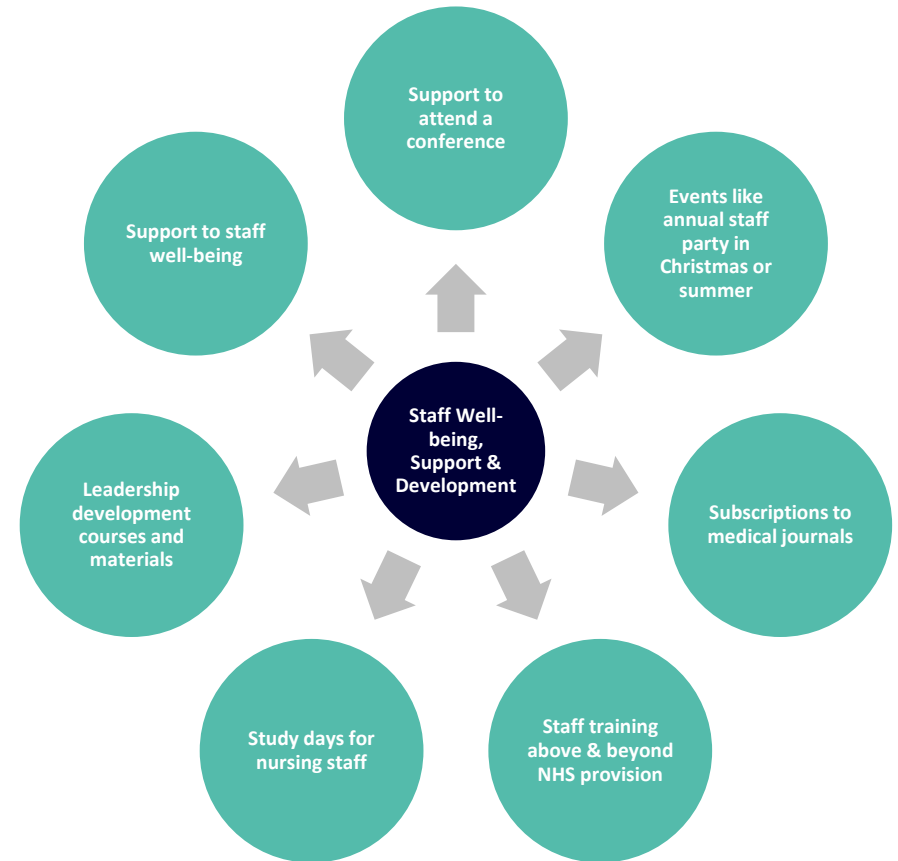 Support to
attend a
conference
Events like
annual staff
party in
Christmas or
summer
Subscriptions to
medical journals
Staff training
above & beyond
NHS provision
Study days for
nursing staff
Leadership
development
courses and
materials
Support to staff
well-being
Staff Well-
being,
Support &
Development